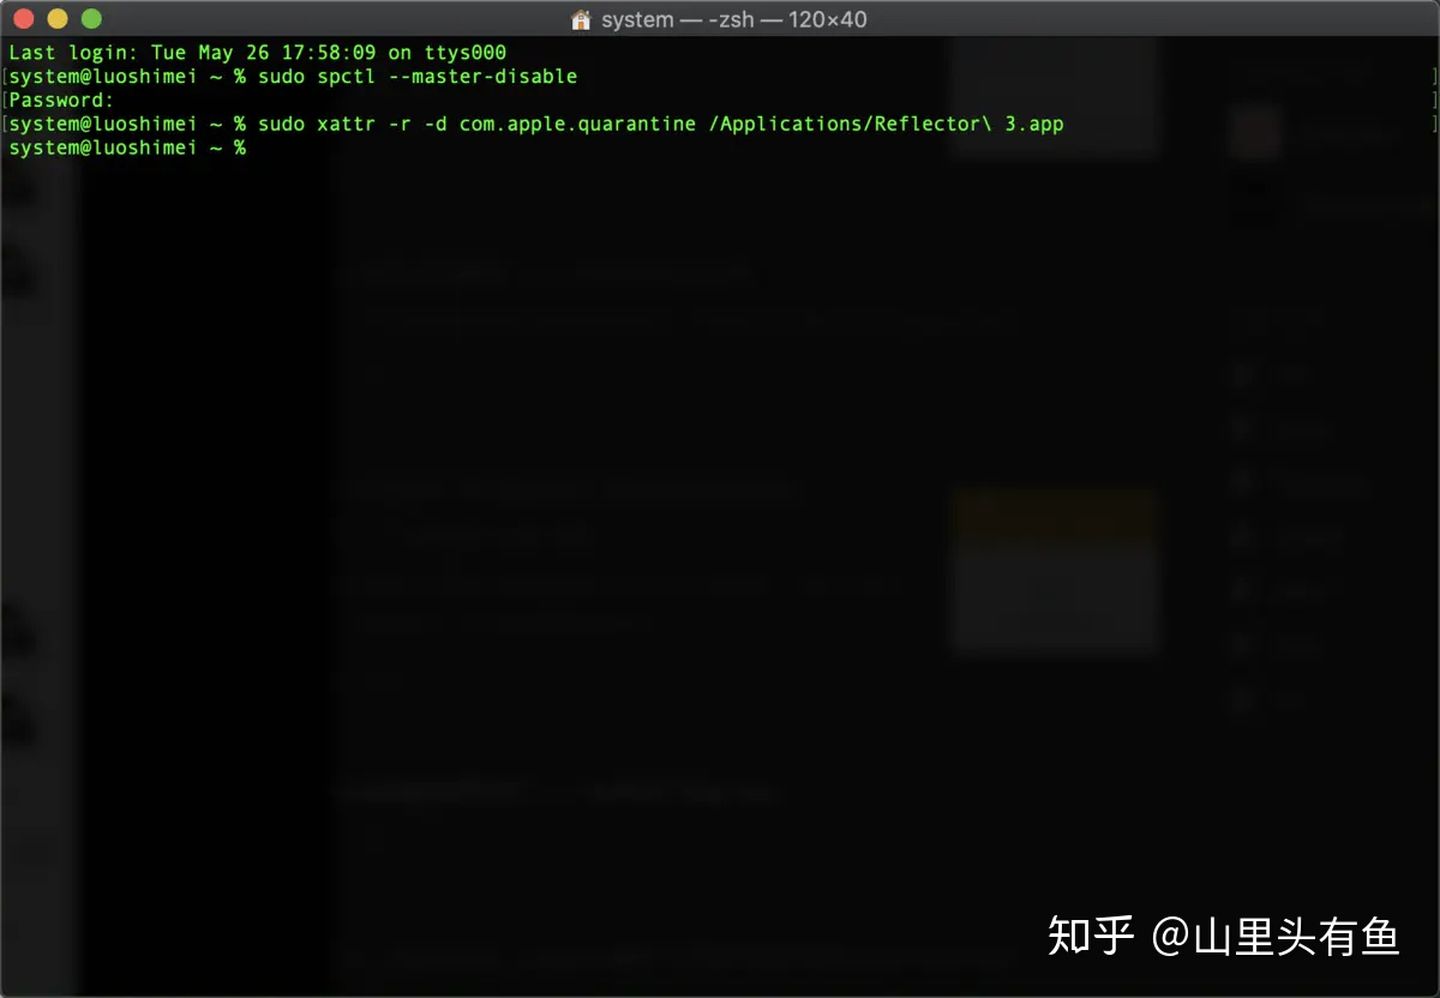 system — -zsh — 120×40
Last login: Tue May 26 17:58:09 on ttys000
[system@luoshimei ~ % sudo spctl --master-disable ]
[Password: ]
[system@luoshimei ~ % sudo xattr -r -d com.apple.quarantine /Applications/Reflector\ 3.app ]
system@luoshimei ~ %
知乎 @山里头有鱼